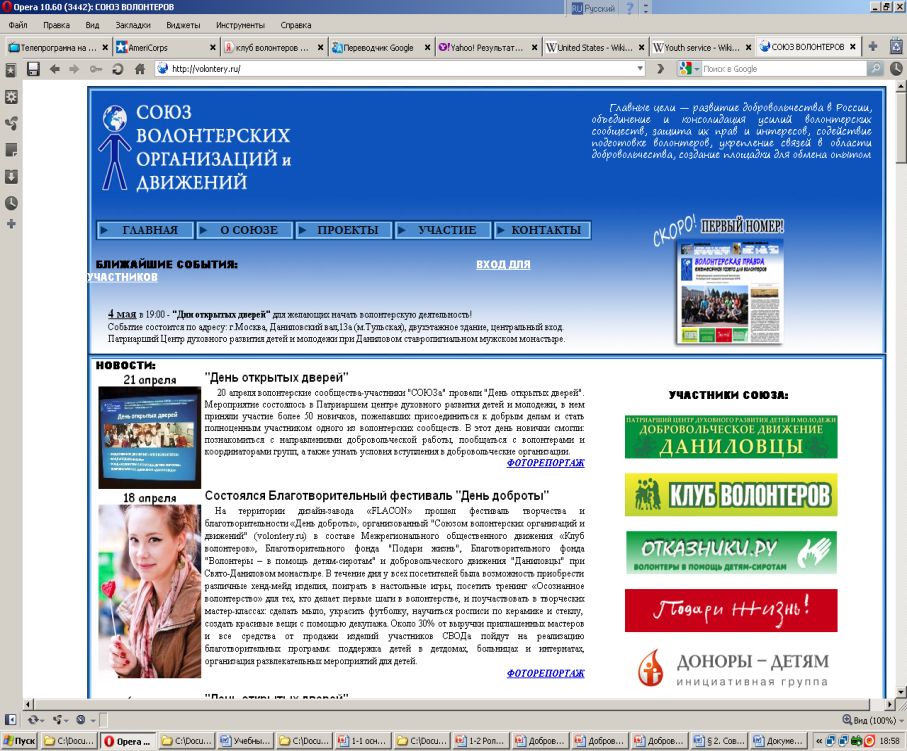 Opera 10.60 (3442): СОЮЗ ВОЛОНТЕРОВ
RU Русский
Файл Правка Вид Закладки Виджеты Инструменты Справка
Телепрограмма на ... AmeriCorps клуб волонтеров ... Переводчик Google Yahoo! Результат... United States - Wiki... Youth service - Wiki... СОЮЗ ВОЛОНТЕРОВ
http://volontery.ru/ Поиск в Google
СОЮЗ
ВОЛОНТЕРСКИХ
ОРГАНИЗАЦИЙ и
ДВИЖЕНИЙ
Главные цели — развитие добровольчества в России,
объединение и консолидация усилий волонтерских
сообществ, защита их прав и интересов, содействие
подготовке волонтеров, укрепление связей в области
добровольчества, создание площадки для обмена опытом
ГЛАВНАЯ О СОЮЗЕ ПРОЕКТЫ УЧАСТИЕ КОНТАКТЫ
СКОРО! ПЕРВЫЙ НОМЕР!
ВОЛОНТЕРСКАЯ ПРАВДА
БЛИЖАЙШИЕ СОБЫТИЯ: ВХОД ДЛЯ
УЧАСТНИКОВ
4 мая в 19:00 - "Дни открытых дверей" для желающих начать волонтерскую деятельность!
Событие состоится по адресу: г.Москва, Даниловский вал,13а (м.Тульская), двухэтажное здание, центральный вход.
Патриарший Центр духовного развития детей и молодежи при Даниловом ставропигиальном мужском монастыре.
НОВОСТИ:
21 апреля
День открытых дверей
"День открытых дверей"
20 апреля волонтерские сообщества-участники "СОЮЗа" провели "День открытых дверей".
Мероприятие состоялось в Патриаршем центре духовного развития детей и молодежи, в нем
приняли участие более 50 новичков, пожелавших присоединиться к добрым делам и стать
полноценным участником одного из волонтерских сообществ. В этот день новички смогли:
познакомиться с направлениями добровольческой работы, пообщаться с волонтерами и
координаторами групп, а также узнать условия вступления в добровольческие организации.
ФОТОРЕПОРТАЖ
18 апреля
Состоялся Благотворительный фестиваль "День доброты"
На территории дизайн-завода «FLACON» прошел фестиваль творчества и
благотворительности «День доброты», организованный "Союзом волонтерских организаций и
движений" (volontery.ru) в составе Межрегионального общественного движения «Клуб
волонтеров», Благотворительного фонда "Подари жизнь", Благотворительного фонда
"Волонтеры – в помощь детям-сиротам" и добровольческого движения "Даниловцы" при
Свято-Даниловом монастыре. В течение дня у всех посетителей была возможность приобрести
различные хенд-мейд изделия, поиграть в настольные игры, посетить тренинг «Осознанное
волонтерство» для тех, кто делает первые шаги в волонтерстве, и поучаствовать в творческих
мастер-классах: сделать мыло, украсить футболку, научиться росписи по керамике и стеклу,
создать красивые вещи с помощью декупажа. Около 30% от выручки приглашенных мастеров
и все средства от продажи изделий участников СВОДа пойдут на реализацию
благотворительных программ: поддержка детей в детдомах, больницах и интернатах,
организация развлекательных мероприятий для детей.
ФОТОРЕПОРТАЖ
"День открытых дверей"
УЧАСТНИКИ СОЮЗА:
ПАТРИАРШИЙ ЦЕНТР ДУХОВНОГО РАЗВИТИЯ ДЕТЕЙ И МОЛОДЕЖИ
ДОБРОВОЛЬЧЕСКОЕ ДВИЖЕНИЕ
ДАНИЛОВЦЫ
КЛУБ ВОЛОНТЕРОВ
ОТКАЗНИКИ.РУ
ВОЛОНТЕРЫ В ПОМОЩЬ ДЕТЯМ-СИРОТАМ
Подари жизнь!
ДОНОРЫ – ДЕТЯМ
ИНИЦИАТИВНАЯ ГРУППА
Вид (100%)
Пуск C:\Docu... Opera ... C:\Docu... Учебны... C:\Docu... 1-1 осн... C:\Docu... 1-2 Рол... Добров... Добров... Добров... § 2. Сов... Докуме... 18:58